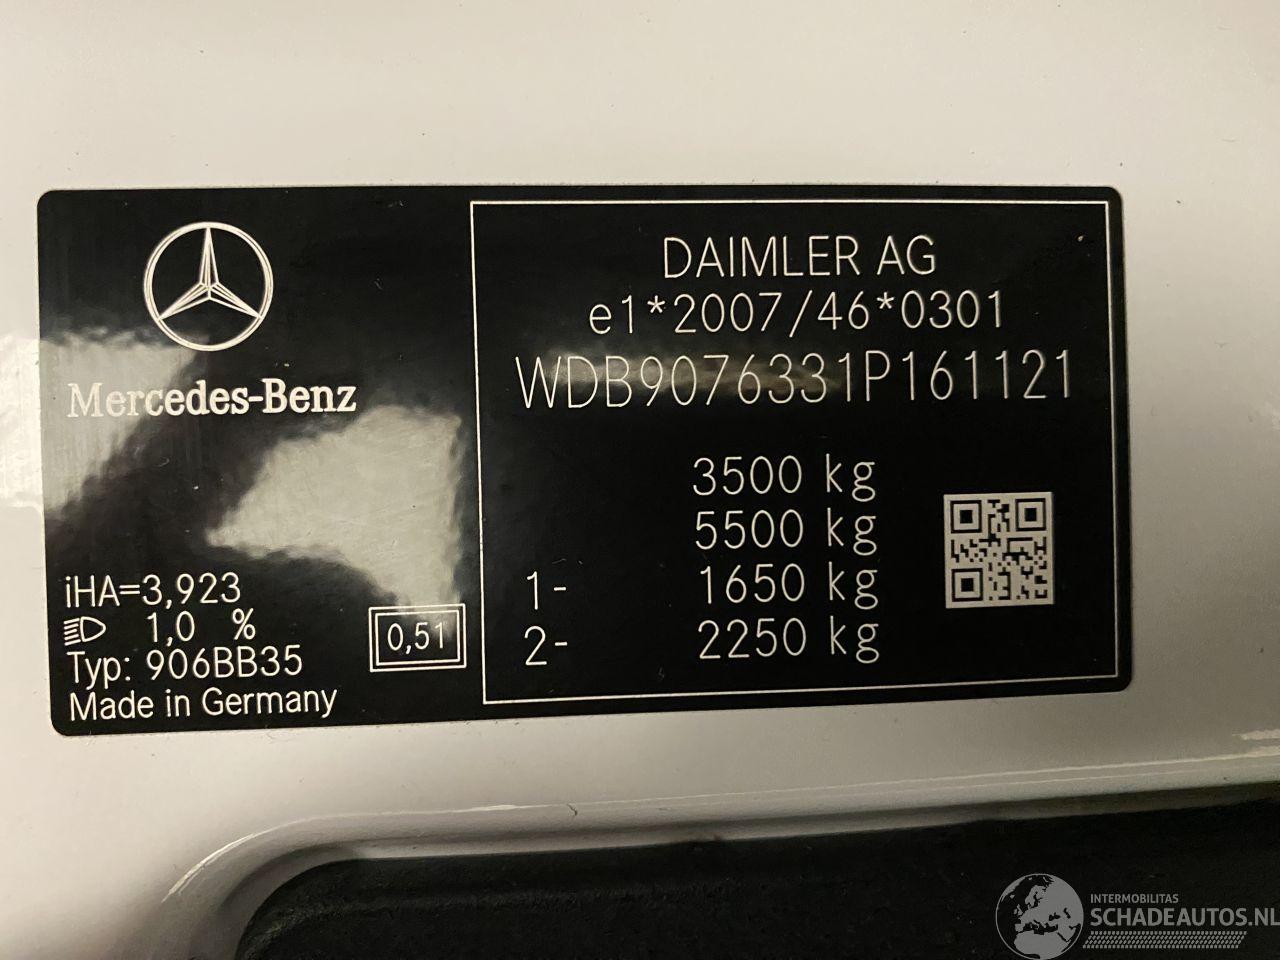 Mercedes-Benz
iHA=3,923
1,0 %
Typ: 906BB35
Made in Germany
0,51
DAIMLER AG
e1*2007/46*0301
WDB9076331P161121
3500 kg
5500 kg
1- 1650 kg
2- 2250 kg
INTERMOBILITAS
SCHADEAUTOS.NL